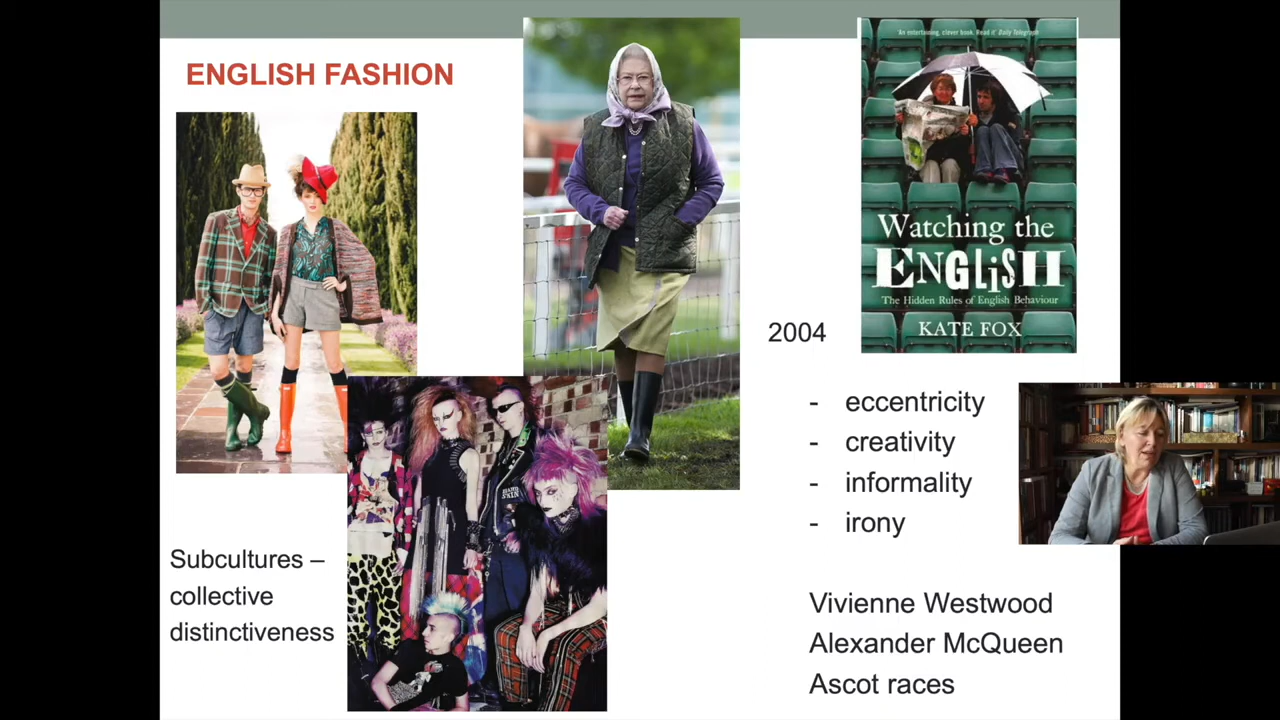 ENGLISH FASHION
'An entertaining, clever book. Read it' Daily Telegraph
Watching the
ENGLISH
The Hidden Rules of English Behaviour
KATE FOX
2004
- eccentricity
- creativity
- informality
- irony
Subcultures –
collective
distinctiveness
Vivienne Westwood
Alexander McQueen
Ascot races